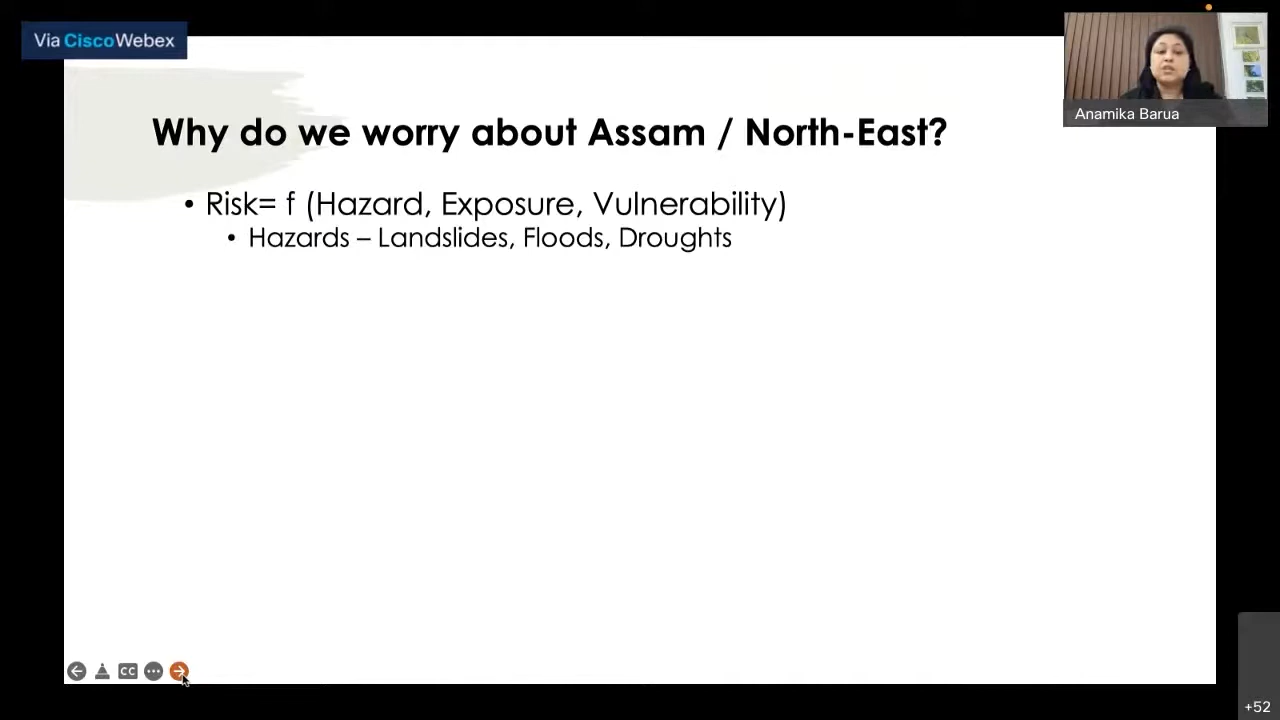 Via CiscoWebex
Anamika Barua
Why do we worry about Assam / North-East?
• Risk= f (Hazard, Exposure, Vulnerability)
• Hazards – Landslides, Floods, Droughts
CC
+52